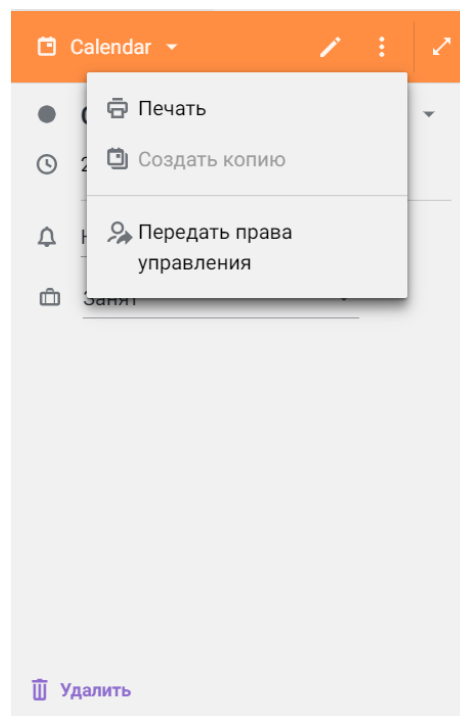 Calendar
Печать
Создать копию
Передать права
управления
Занят
Удалить